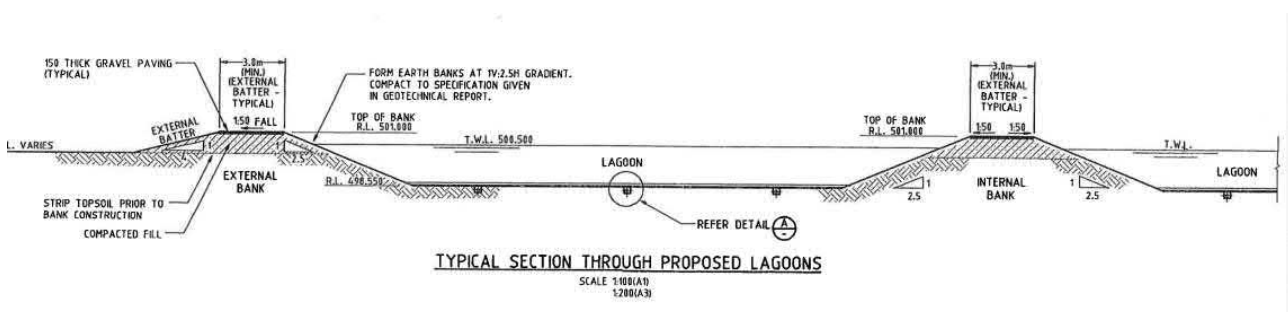 150 THICK GRAVEL PAVING
(TYPICAL)
3.0m
(MIN.)
(EXTERNAL
BATTER -
TYPICAL)
1:50 FALL
EXTERNAL
BATTER
FORM EARTH BANKS AT 1V:2.5H GRADIENT.
COMPACT TO SPECIFICATION GIVEN
IN GEOTECHNICAL REPORT.
TOP OF BANK
R.L. 501.000
T.W.L. 500.500
L. VARIES
4
1
1
2.5
EXTERNAL
BANK
R.L. 498.550
STRIP TOPSOIL PRIOR TO
BANK CONSTRUCTION
COMPACTED FILL
LAGOON
REFER DETAIL
A
-
TOP OF BANK
R.L. 501.000
3.0m
(MIN.)
(EXTERNAL
BATTER -
TYPICAL)
1:50
1:50
T.W.L.
LAGOON
1
2.5
INTERNAL
BANK
1
2.5
TYPICAL SECTION THROUGH PROPOSED LAGOONS
SCALE 1:100(A1)
1:200(A3)